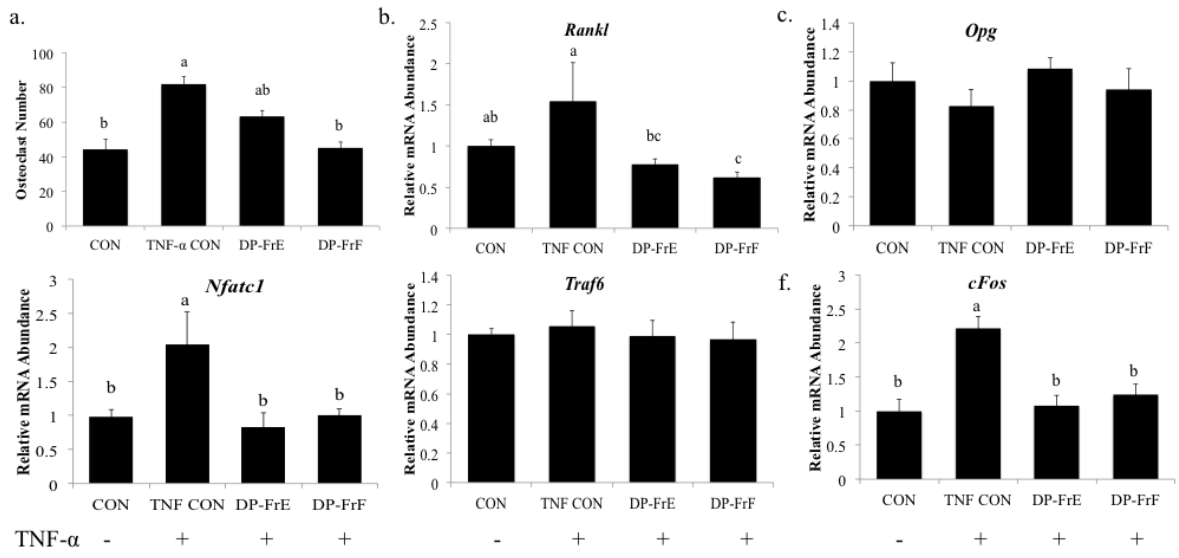 a.
Osteoclast Number
100
80
60
40
20
0
a
ab
b
b
CON TNF-α CON DP-FrE DP-FrF
b.
Rankl
Relative mRNA Abundance
2.5
2
1.5
1
0.5
0
ab
a
bc
c
CON TNF CON DP-FrE DP-FrF
c.
Opg
Relative mRNA Abundance
1.4
1.2
1
0.8
0.6
0.4
0.2
0
CON TNF CON DP-FrE DP-FrF
Nfatc1
Relative mRNA Abundance
3
2.5
2
1.5
1
0.5
0
b
a
b
b
CON TNF CON DP-FrE DP-FrF
Traf6
Relative mRNA Abundance
1.4
1.2
1
0.8
0.6
0.4
0.2
0
CON TNF CON DP-FrE DP-FrF
f.
cFos
Relative mRNA Abundance
3
2.5
2
1.5
1
0.5
0
b
a
b
b
CON TNF CON DP-FrE DP-FrF
TNF-α - + + + - + + + - + + +